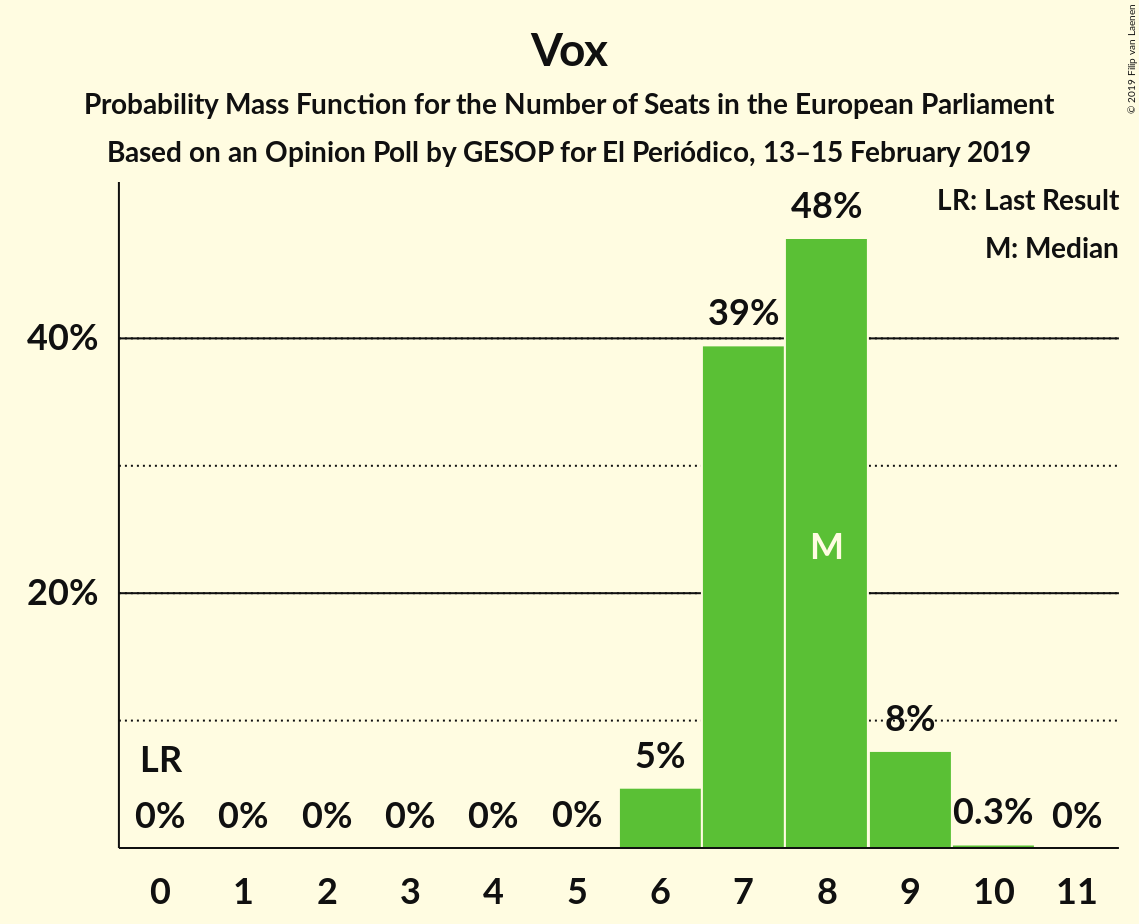 Vox
Probability Mass Function for the Number of Seats in the European Parliament
Based on an Opinion Poll by GESOP for El Periódico, 13–15 February 2019
© 2019 Filip van Laenen
LR: Last Result
M: Median
48%
39%
40%
M
20%
8%
5%
LR
0% 0% 0% 0% 0% 0% 0.3% 0%
0 1 2 3 4 5 6 7 8 9 10 11